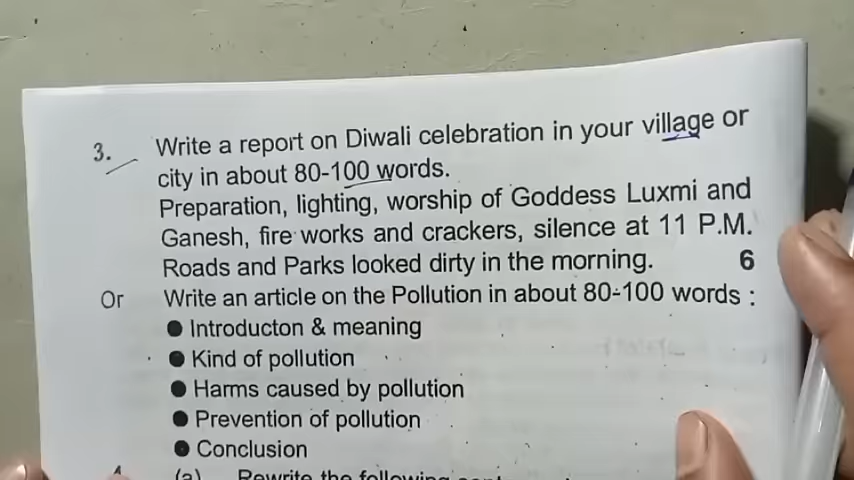 3. Write a report on Diwali celebration in your village or
city in about 80-100 words.
Preparation, lighting, worship of Goddess Luxmi and
Ganesh, fire works and crackers, silence at 11 P.M.
Roads and Parks looked dirty in the morning. 6
Or Write an article on the Pollution in about 80-100 words :
● Introducton & meaning
● Kind of pollution
● Harms caused by pollution
● Prevention of pollution
● Conclusion
(a) Rewrite the following